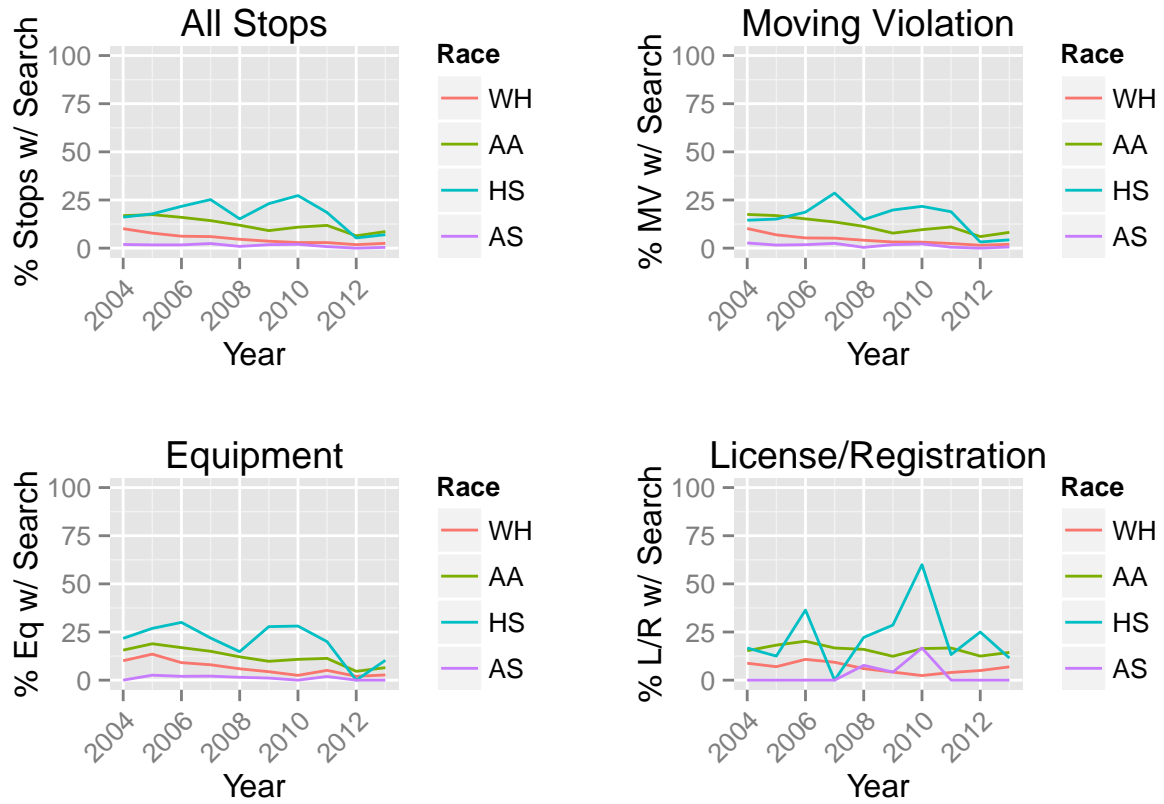 All Stops
% Stops w/ Search
100
75
50
25
0
2004
2006
2008
2010
2012
Year
Race
WH
AA
HS
AS
Moving Violation
% MV w/ Search
100
75
50
25
0
2004
2006
2008
2010
2012
Year
Race
WH
AA
HS
AS
Equipment
% Eq w/ Search
100
75
50
25
0
2004
2006
2008
2010
2012
Year
Race
WH
AA
HS
AS
License/Registration
% L/R w/ Search
100
75
50
25
0
2004
2006
2008
2010
2012
Year
Race
WH
AA
HS
AS